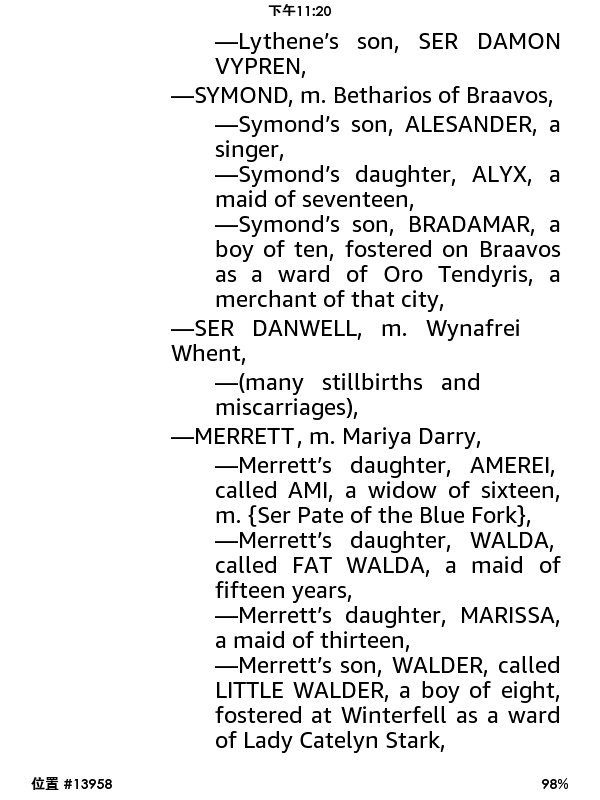 下午11:20
—Lythene’s son, SER DAMON
VYPREN,
—SYMOND, m. Betharios of Braavos,
—Symond’s son, ALESANDER, a
singer,
—Symond’s daughter, ALYX, a
maid of seventeen,
—Symond’s son, BRADAMAR, a
boy of ten, fostered on Braavos
as a ward of Oro Tendyris, a
merchant of that city,
—SER DANWELL, m. Wynafrei
Whent,
—(many stillbirths and
miscarriages),
—MERRETT, m. Mariya Darry,
—Merrett’s daughter, AMEREI,
called AMI, a widow of sixteen,
m. {Ser Pate of the Blue Fork},
—Merrett’s daughter, WALDA,
called FAT WALDA, a maid of
fifteen years,
—Merrett’s daughter, MARISSA,
a maid of thirteen,
—Merrett’s son, WALDER, called
LITTLE WALDER, a boy of eight,
fostered at Winterfell as a ward
of Lady Catelyn Stark,
位置 #13958 98%